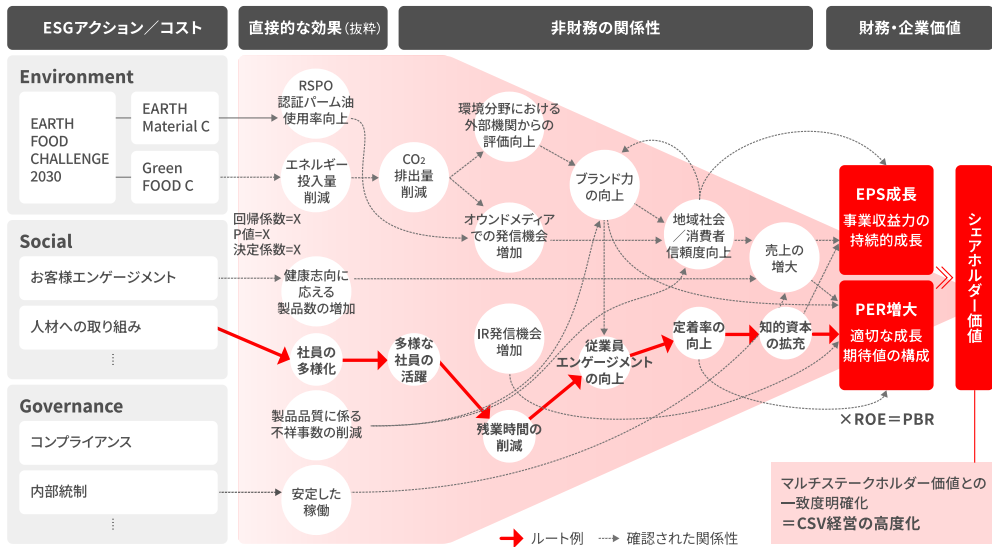 ESGアクション／コスト
直接的な効果（抜粋）
非財務の関係性
財務・企業価値
Environment
EARTH
FOOD
CHALLENGE
2030
EARTH
Material C
Green
FOOD C
Social
お客様エンゲージメント
人材への取り組み
Governance
コンプライアンス
内部統制
RSPO
認証パーム油
使用率向上
エネルギー
投入量
削減
回帰係数=X
P値=X
決定係数=X
健康志向に
応える
製品数の増加
社員の
多様化
製品品質に係る
不祥事数の削減
安定した
稼働
CO₂
排出量
削減
多様な
社員の
活躍
環境分野における
外部機関からの
評価向上
オウンドメディア
での発信機会
増加
IR発信機会
増加
残業時間の
削減
ブランド力
の向上
従業員
エンゲージメント
の向上
地域社会
／消費者
信頼度向上
定着率の
向上
売上の
増大
知的資本
の拡充
EPS成長
事業収益力の
持続的成長
PER増大
適切な成長
期待値の構成
×ROE＝PBR
シェアホルダー価値
マルチステークホルダー価値との
一致度明確化
＝CSV経営の高度化
ルート例
確認された関係性